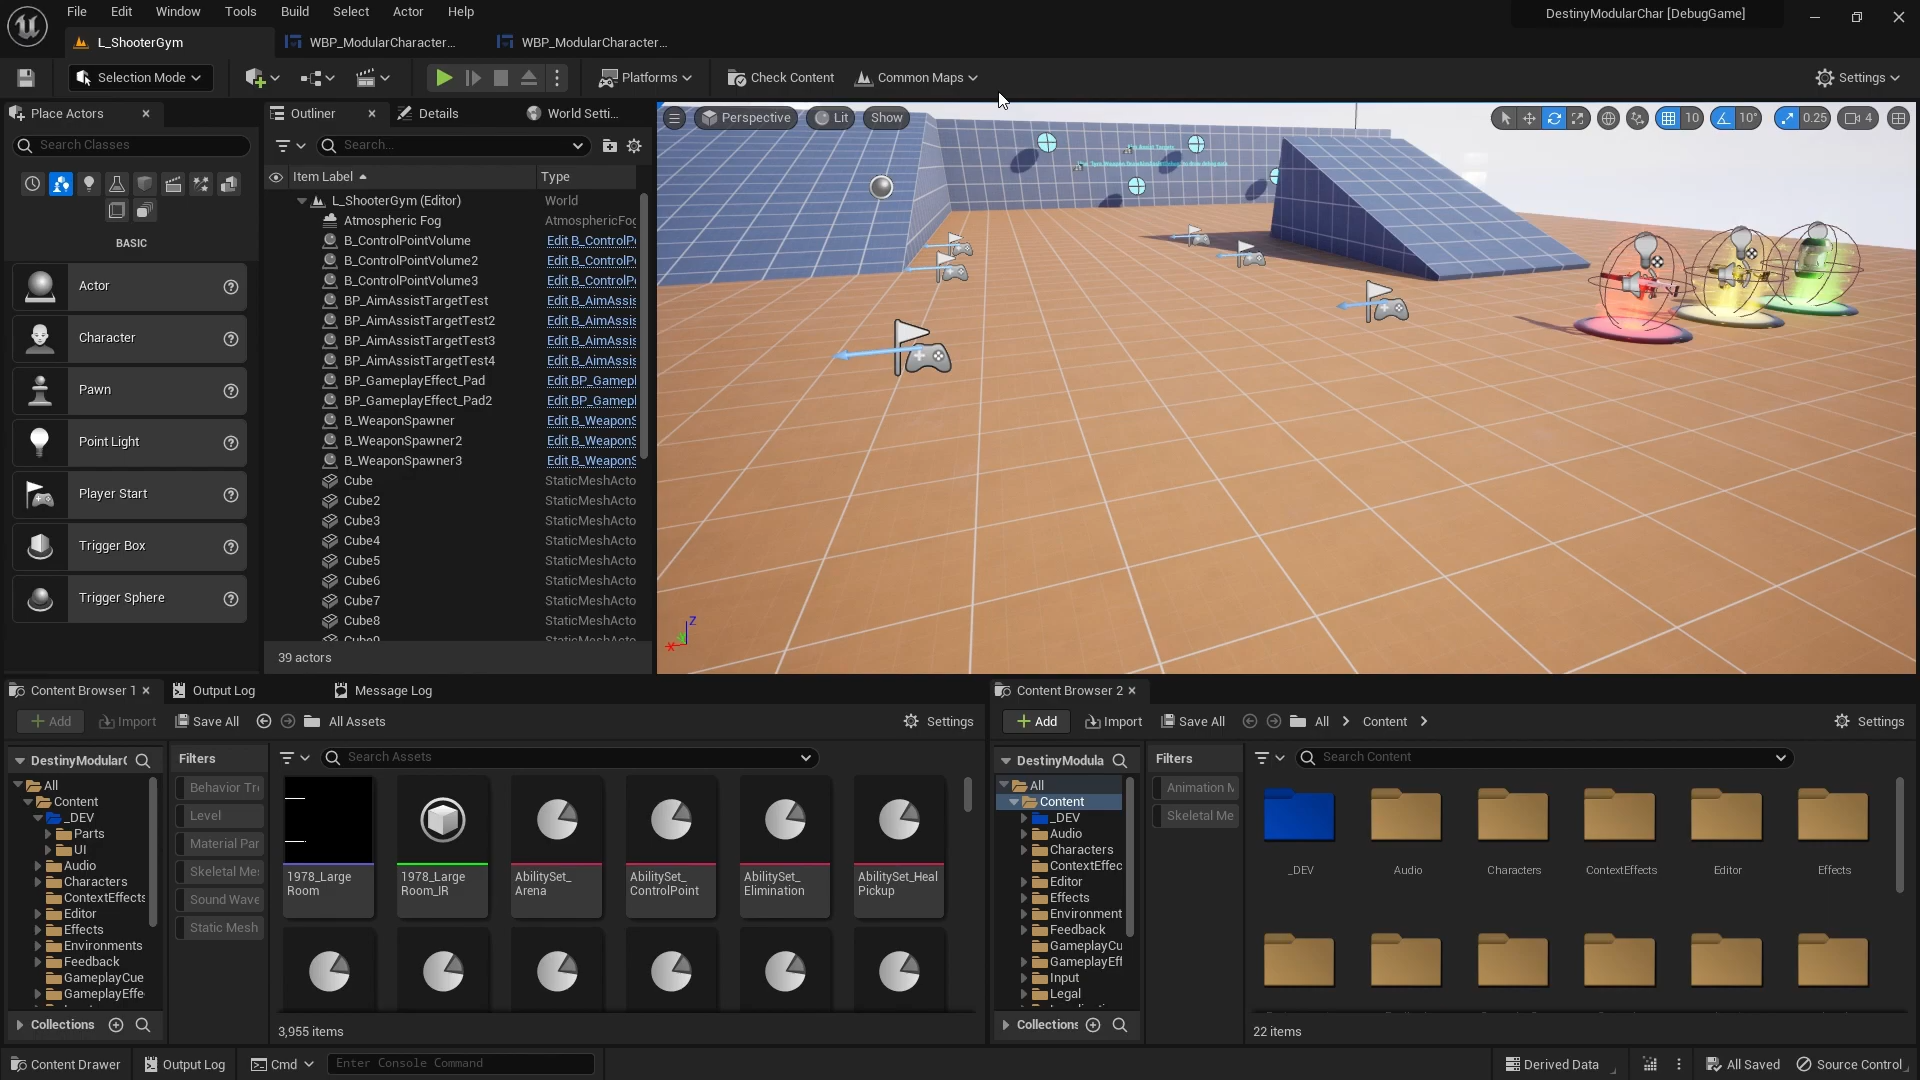 File Edit Window Tools Build Select Actor Help
DestinyModularChar [DebugGame]
L_ShooterGym
WBP_ModularCharacter...
WBP_ModularCharacter...
Selection Mode
Platforms
Check Content
Common Maps
Settings
Place Actors
Search Classes
BASIC
Actor
Character
Pawn
Point Light
Player Start
Trigger Box
Trigger Sphere
Outliner
Details
World Setti...
Search...
Item Label Type
L_ShooterGym (Editor) World
Atmospheric Fog AtmosphericFog
B_ControlPointVolume Edit B_ControlPo
B_ControlPointVolume2 Edit B_ControlPo
B_ControlPointVolume3 Edit B_ControlPo
BP_AimAssistTargetTest Edit B_AimAssis
BP_AimAssistTargetTest2 Edit B_AimAssis
BP_AimAssistTargetTest3 Edit B_AimAssis
BP_AimAssistTargetTest4 Edit B_AimAssis
BP_GameplayEffect_Pad Edit BP_Gamepl
BP_GameplayEffect_Pad2 Edit BP_Gamepl
B_WeaponSpawner Edit B_WeaponS
B_WeaponSpawner2 Edit B_WeaponS
B_WeaponSpawner3 Edit B_WeaponS
Cube StaticMeshActo
Cube2 StaticMeshActo
Cube3 StaticMeshActo
Cube4 StaticMeshActo
Cube5 StaticMeshActo
Cube6 StaticMeshActo
Cube7 StaticMeshActo
Cube8 StaticMeshActo
Cube9 StaticMeshActo
39 actors
Perspective
Lit
Show
10
10°
0.25
4
Z
X
Content Browser 1
Output Log
Message Log
Add
Import
Save All
All Assets
Settings
DestinyModular(
All
Content
_DEV
Parts
UI
Audio
Characters
ContextEffects
Editor
Effects
Environments
Feedback
GameplayCue
GameplayEffe
Collections
Filters
Behavior Tr
Level
Material Par
Skeletal Me
Sound Wave
Static Mesh
Search Assets
1978_Large
Room
1978_Large
Room_IR
AbilitySet_
Arena
AbilitySet_
ControlPoint
AbilitySet_
Elimination
AbilitySet_Heal
Pickup
3,955 items
Content Browser 2
Add
Import
Save All
All
Content
Settings
DestinyModula
All
Content
_DEV
Audio
Characters
ContextEffec
Editor
Effects
Environment
Feedback
GameplayCu
GameplayEff
Input
Legal
Collections
Filters
Animation M
Skeletal Me
Search Content
_DEV
Audio
Characters
ContextEffects
Editor
Effects
22 items
Content Drawer
Output Log
Cmd
Enter Console Command
Derived Data
All Saved
Source Control